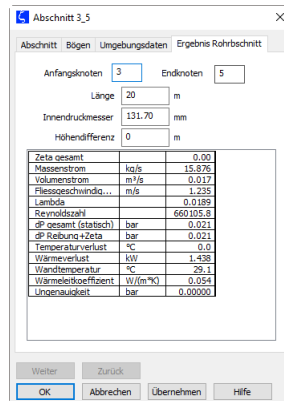 Abschnitt 3_5
Abschnitt Bögen Umgebungsdaten Ergebnis Rohrbschnitt
Anfangsknoten 3 Endknoten 5
Länge 20 m
Innendruckmesser 131.70 mm
Höhendifferenz 0 m
Zeta gesamt 0.00
Massenstrom kg/s 15.876
Volumenstrom m³/s 0.017
Fliessgeschwindig... m/s 1.235
Lambda 0.0189
Reynoldszahl 660105.8
dP gesamt (statisch) bar 0.021
dP Reibung+Zeta bar 0.021
Temperaturverlust °C 0.0
Wärmeverlust kW 1.438
Wandtemperatur °C 29.1
Wärmeleitkoeffizient W/(m*K) 0.054
Ungenauigkeit bar 0.00000
Weiter Zurück
OK Abbrechen Übernehmen Hilfe